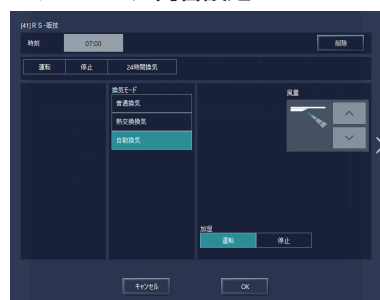 [41]RS・販技
時刻 07:00 削除
運転 停止 24時間換気
換気モード 風量
普通換気
熱交換換気
自動換気
加湿
運転 停止
キャンセル OK